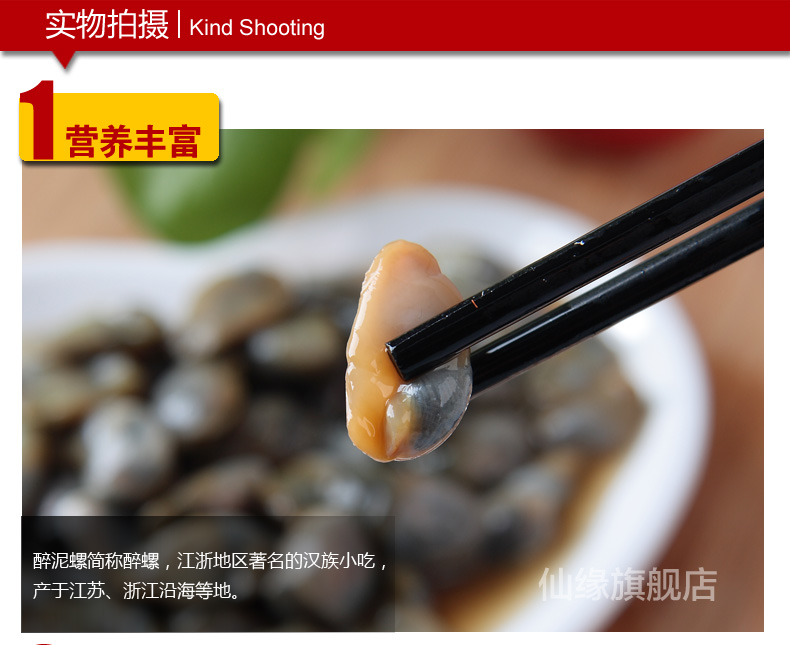 实物拍摄 | Kind Shooting
1 营养丰富
醉泥螺简称醉螺，江浙地区著名的汉族小吃，
产于江苏、浙江沿海等地。
仙缘旗舰店